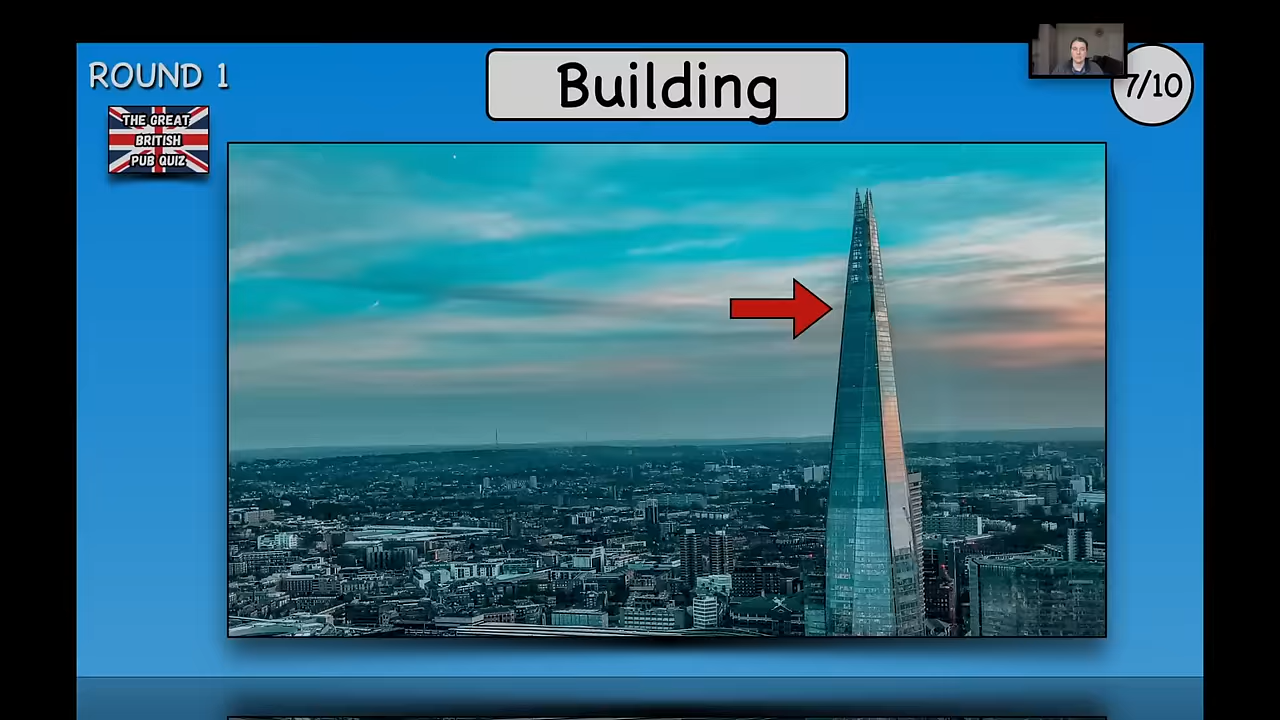 ROUND 1
Building
7/10
THE GREAT
BRITISH
PUB QUIZ